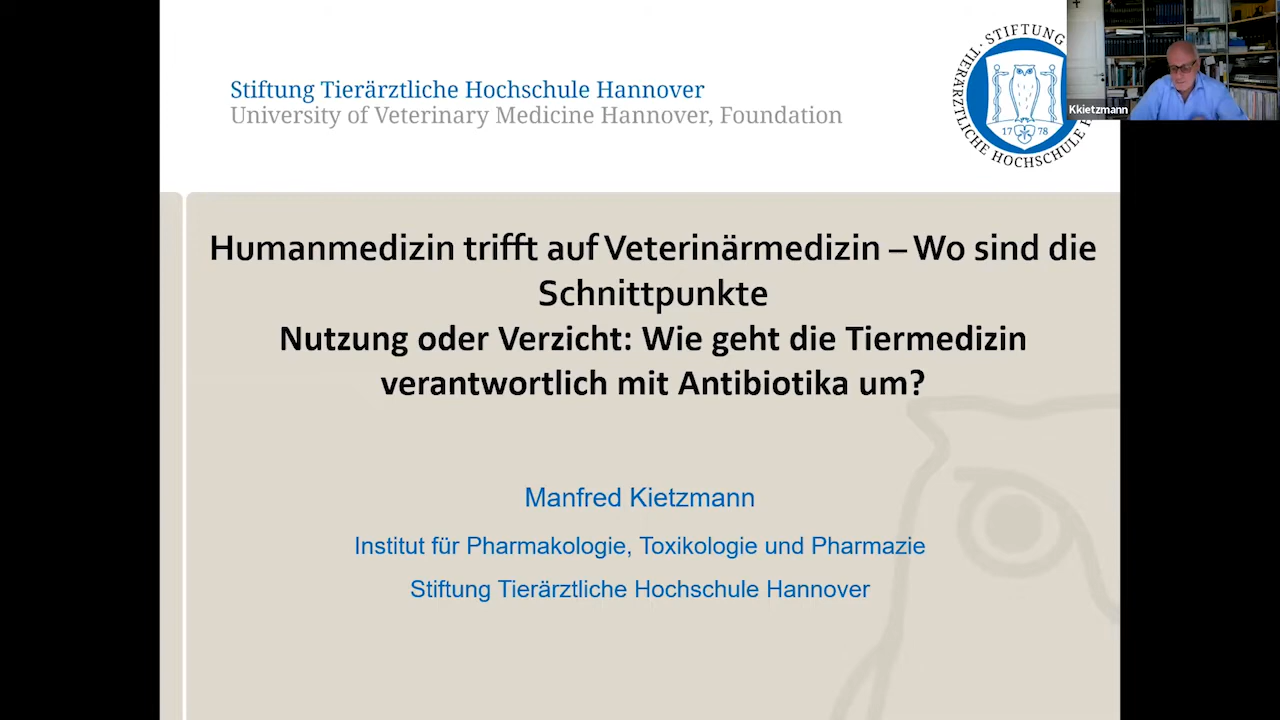 Stiftung Tierärztliche Hochschule Hannover
University of Veterinary Medicine Hannover, Foundation
STIFTUNG
TIERÄRZTLICHE HOCHSCHULE
1778
Kkietzmann
Humanmedizin trifft auf Veterinärmedizin – Wo sind die
Schnittpunkte
Nutzung oder Verzicht: Wie geht die Tiermedizin
verantwortlich mit Antibiotika um?
Manfred Kietzmann
Institut für Pharmakologie, Toxikologie und Pharmazie
Stiftung Tierärztliche Hochschule Hannover